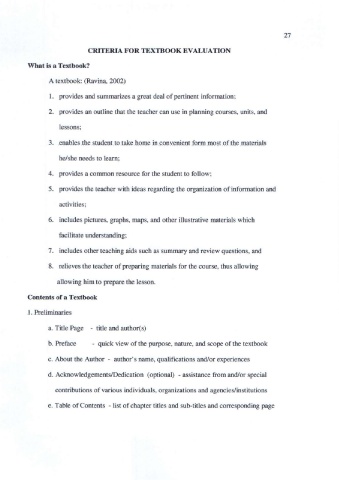 27
CRITERIA FOR TEXTBOOK EVALUATION
What is a Textbook?
A textbook: (Ravina, 2002)
1. provides and summarizes a great deal of pertinent information;
2. provides an outline that the teacher can use in planning courses, units, and
lessons;
3. enables the student to take home in convenient form most of the materials
he/she needs to learn;
4. provides a common resource for the student to follow;
5. provides the teacher with ideas regarding the organization of information and
activities;
6. includes pictures, graphs, maps, and other illustrative materials which
facilitate understanding;
7. includes other teaching aids such as summary and review questions, and
8. relieves the teacher of preparing materials for the course, thus allowing
allowing him to prepare the lesson.
Contents of a Textbook
1. Preliminaries
a. Title Page - title and author(s)
b. Preface - quick view of the purpose, nature, and scope of the textbook
c. About the Author - author's name, qualifications and/or experiences
d. Acknowledgements/Dedication (optional) - assistance from and/or special
contributions of various individuals, organizations and agencies/institutions
e. Table of Contents - list of chapter titles and sub-titles and corresponding page